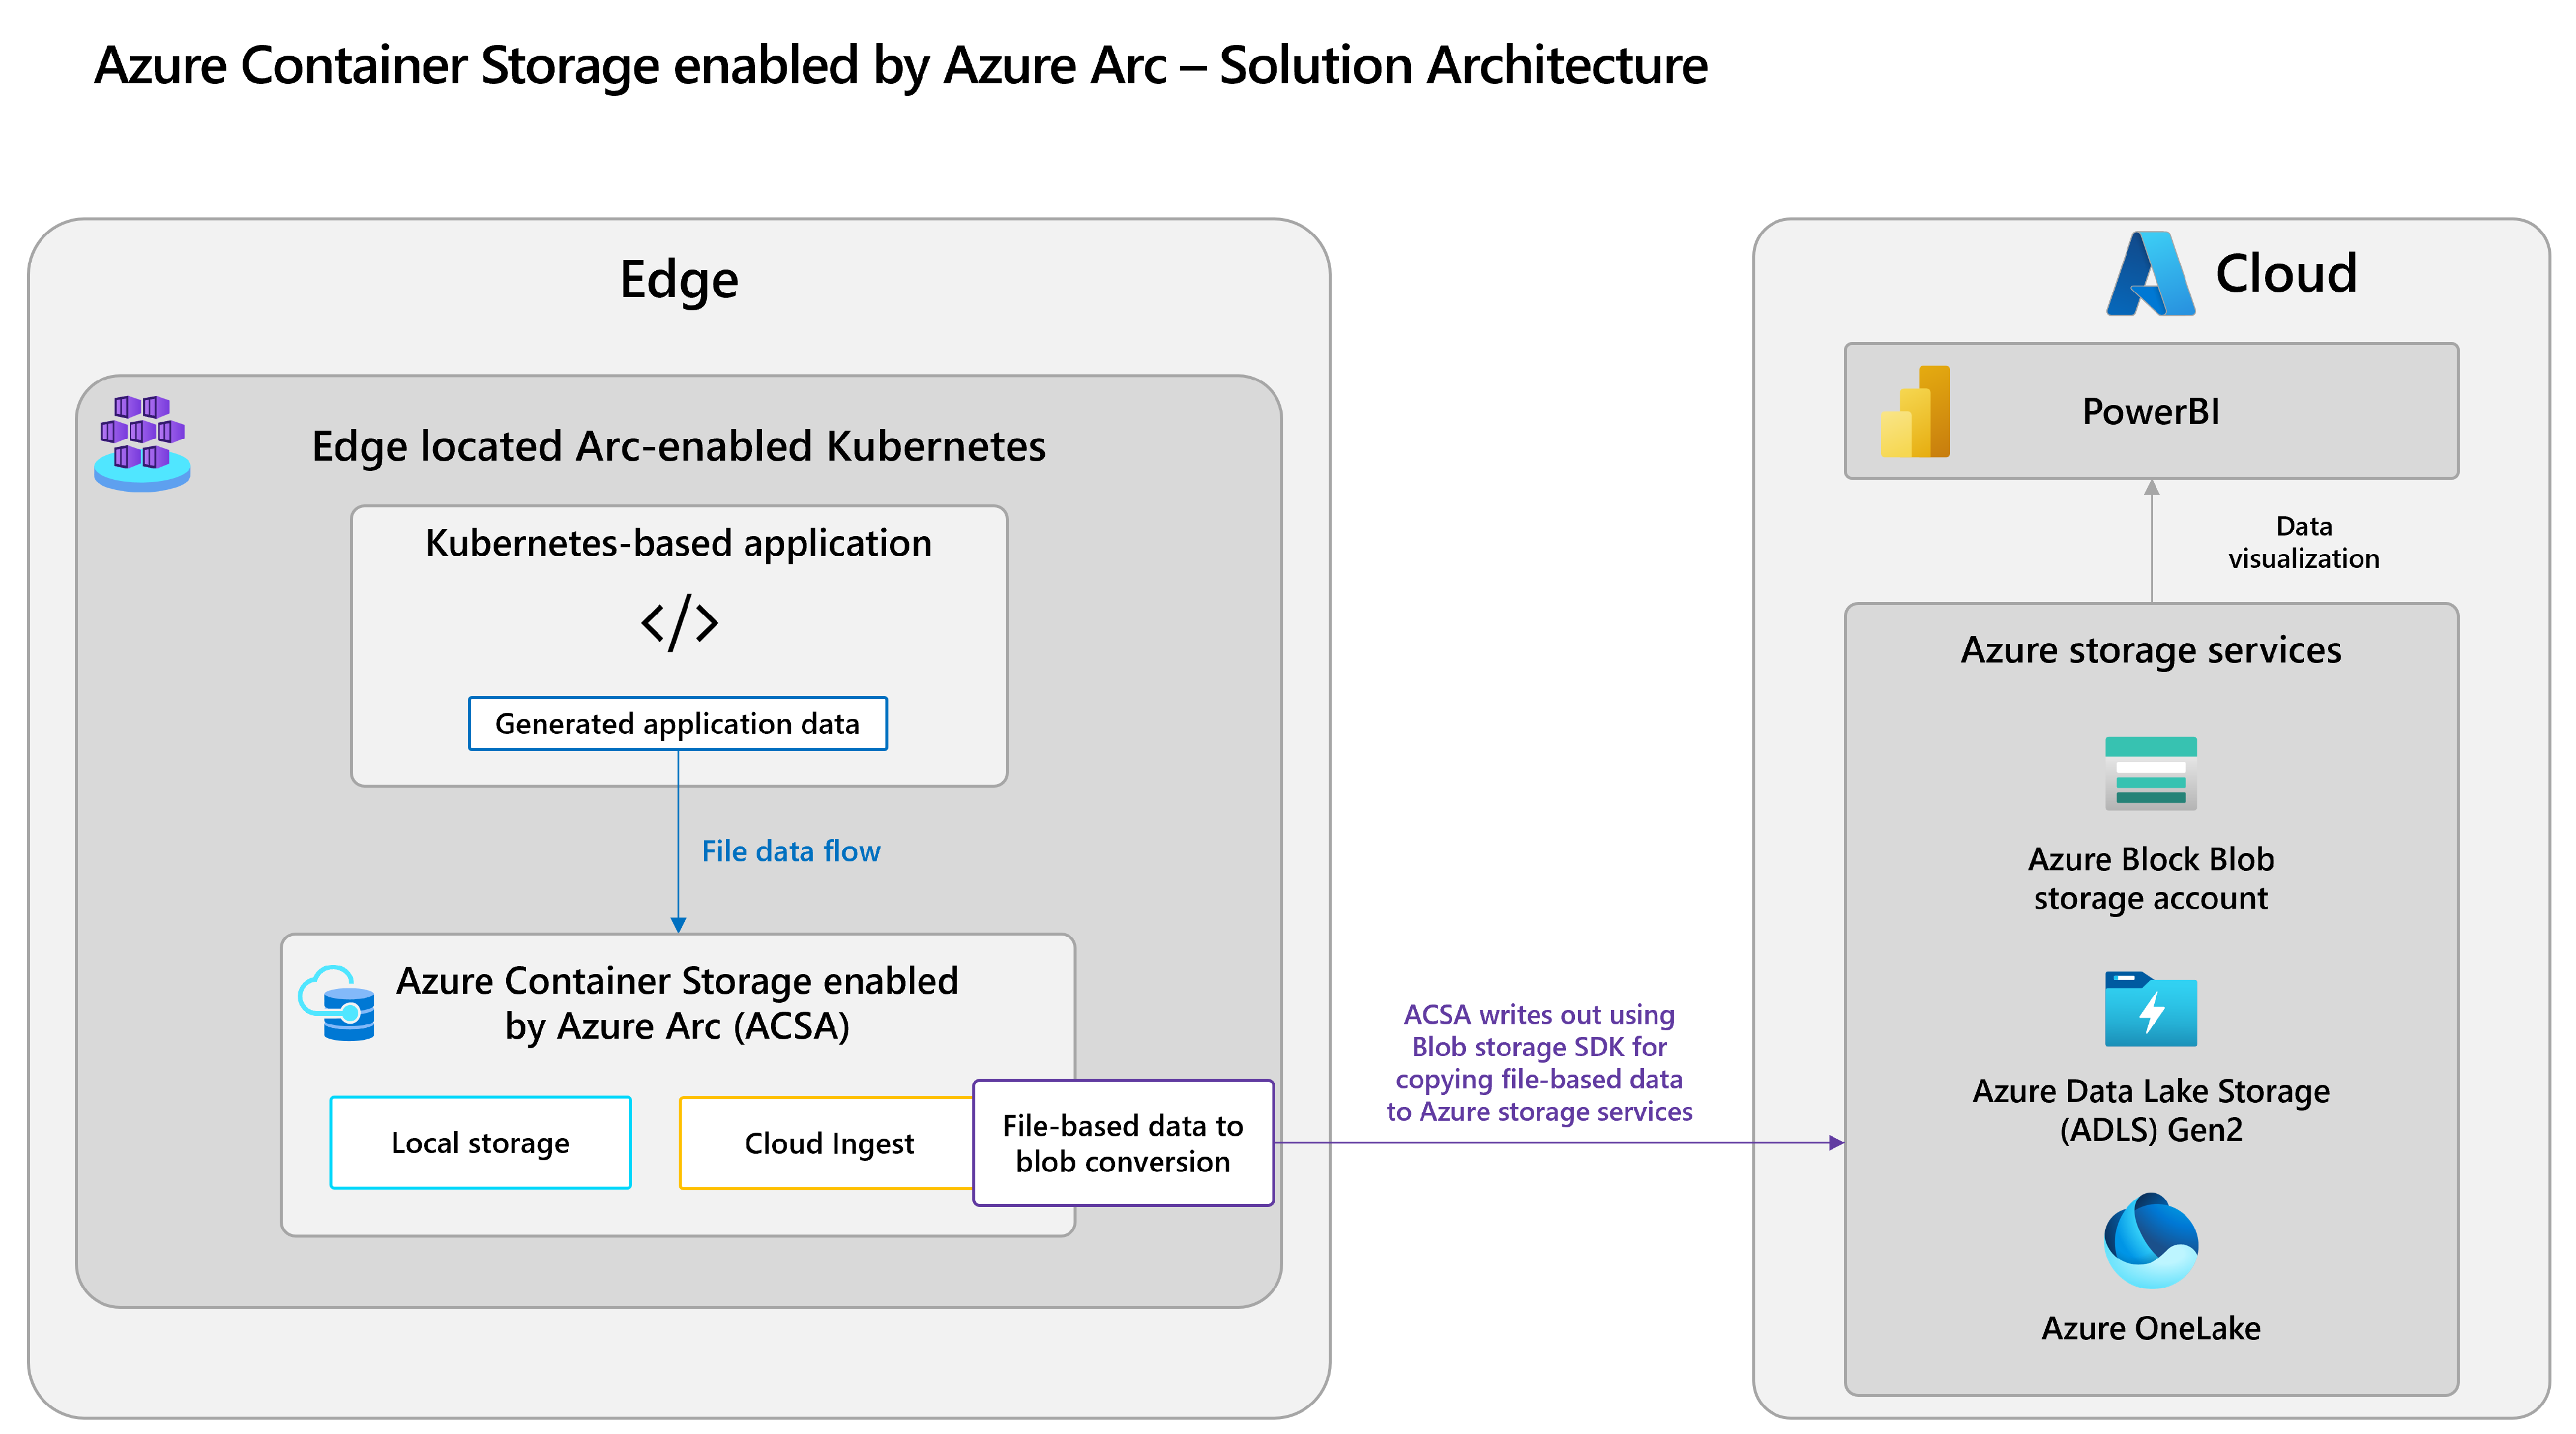 Azure Container Storage enabled by Azure Arc – Solution Architecture
Edge
Edge located Arc-enabled Kubernetes
Kubernetes-based application
</>
Generated application data
File data flow
Azure Container Storage enabled
by Azure Arc (ACSA)
Local storage
Cloud Ingest
File-based data to
blob conversion
ACSA writes out using
Blob storage SDK for
copying file-based data
to Azure storage services
Cloud
PowerBI
Data
visualization
Azure storage services
Azure Block Blob
storage account
Azure Data Lake Storage
(ADLS) Gen2
Azure OneLake